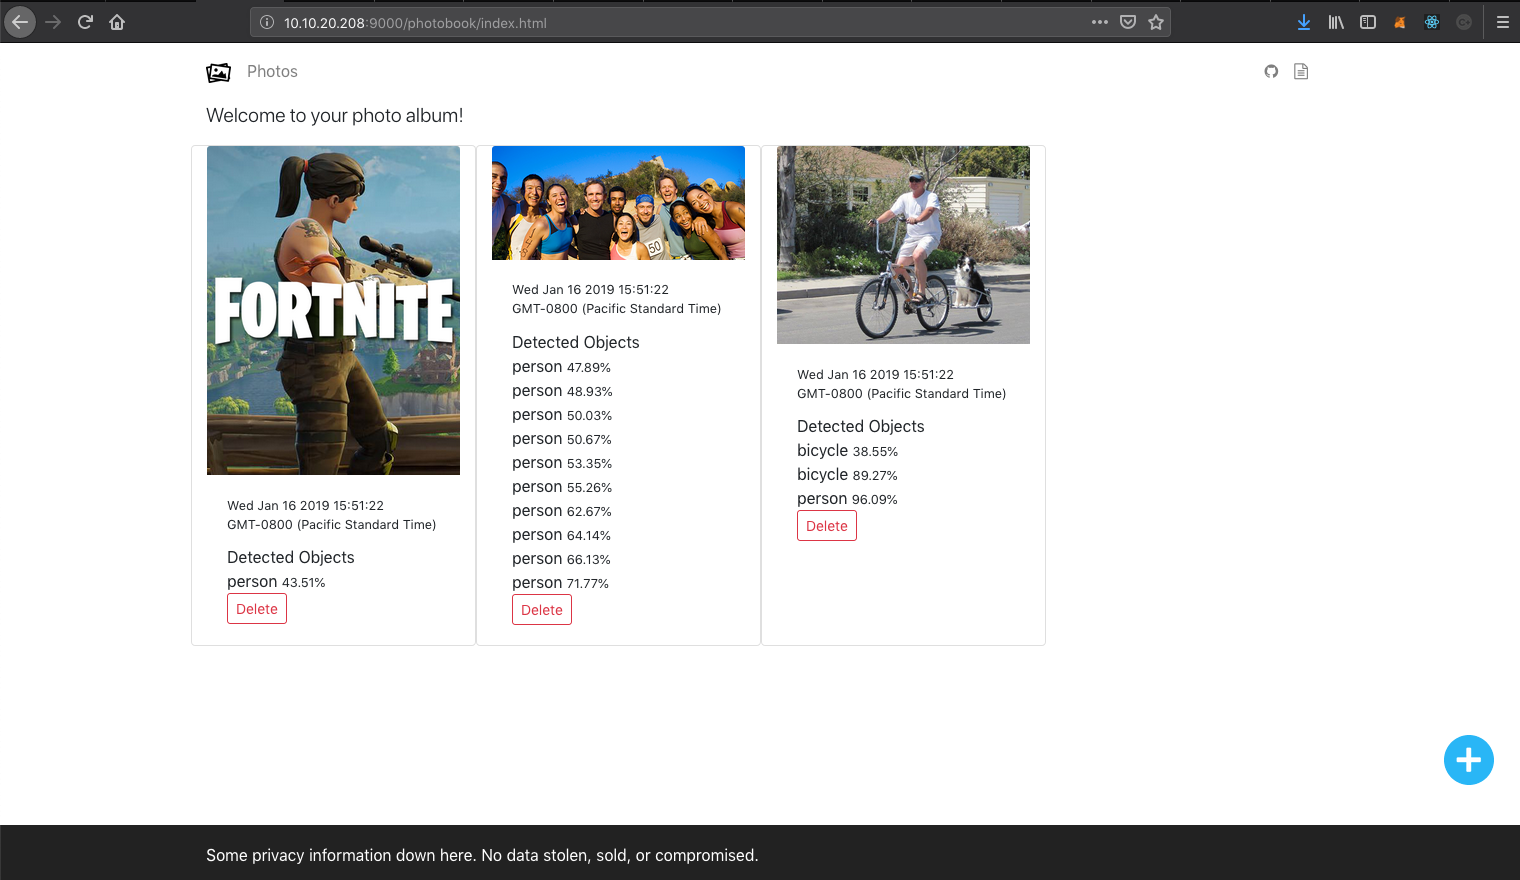 10.10.20.208:9000/photobook/index.html
Photos
Welcome to your photo album!
FORTNITE
Wed Jan 16 2019 15:51:22
GMT-0800 (Pacific Standard Time)
Detected Objects
person 43.51%
Delete
50
Wed Jan 16 2019 15:51:22
GMT-0800 (Pacific Standard Time)
Detected Objects
person 47.89%
person 48.93%
person 50.03%
person 50.67%
person 53.35%
person 55.26%
person 62.67%
person 64.14%
person 66.13%
person 71.77%
Delete
Wed Jan 16 2019 15:51:22
GMT-0800 (Pacific Standard Time)
Detected Objects
bicycle 38.55%
bicycle 89.27%
person 96.09%
Delete
Some privacy information down here. No data stolen, sold, or compromised.